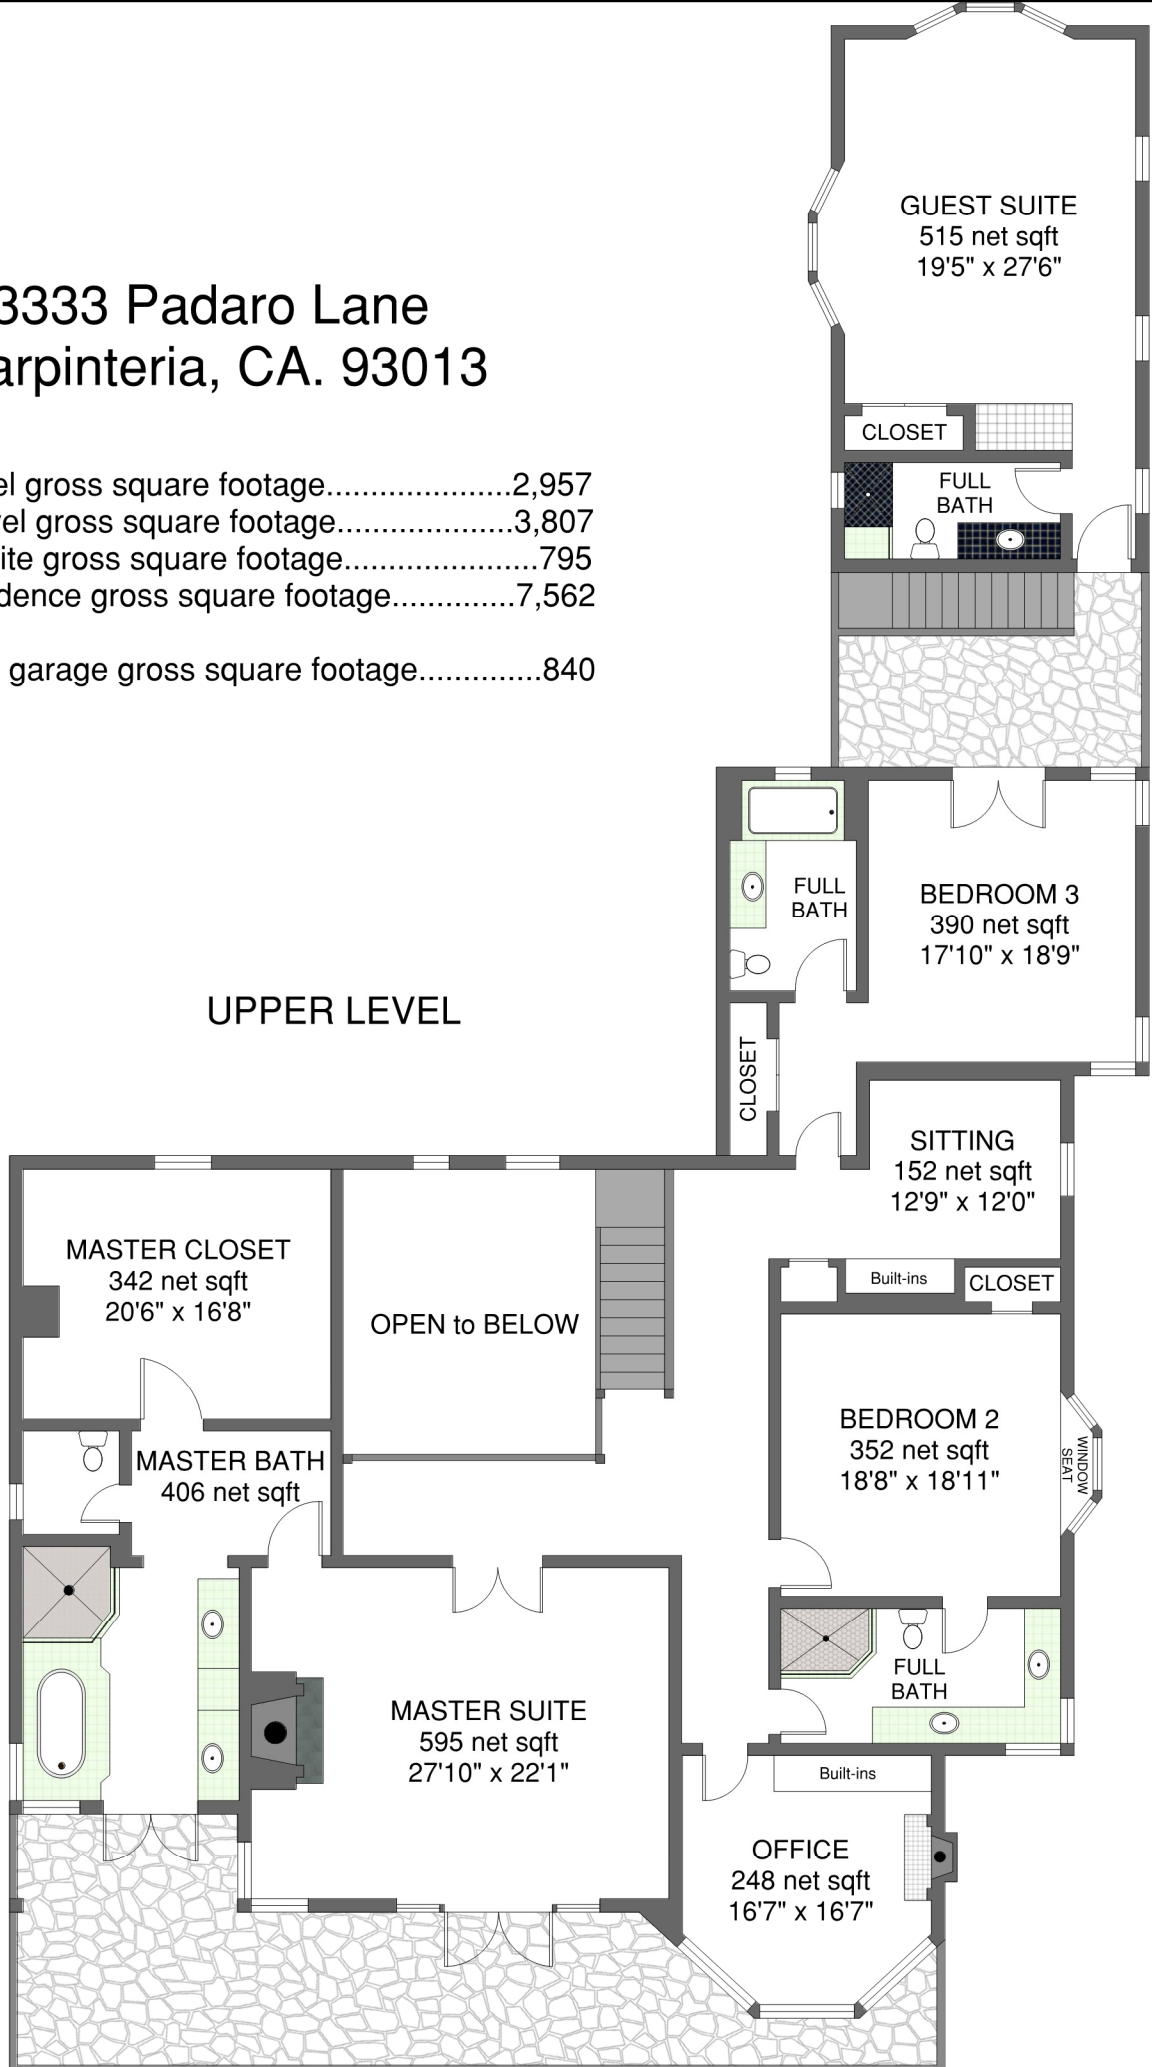 GUEST SUITE
515 net sqft
19'5" x 27'6"
3333 Padaro Lane
arpinteria, CA. 93013
CLOSET
FULL
BATH
el gross square footage.....................2,957
vel gross square footage....................3,807
ite gross square footage......................795
dence gross square footage..............7,562
garage gross square footage..............840
FULL
BATH
BEDROOM 3
390 net sqft
17'10" x 18'9"
UPPER LEVEL
CLOSET
SITTING
152 net sqft
12'9" x 12'0"
MASTER CLOSET
342 net sqft
20'6" x 16'8"
OPEN to BELOW
Built-ins
CLOSET
BEDROOM 2
352 net sqft
18'8" x 18'11"
WINDOW
SEAT
MASTER BATH
406 net sqft
FULL
BATH
MASTER SUITE
595 net sqft
27'10" x 22'1"
Built-ins
OFFICE
248 net sqft
16'7" x 16'7"